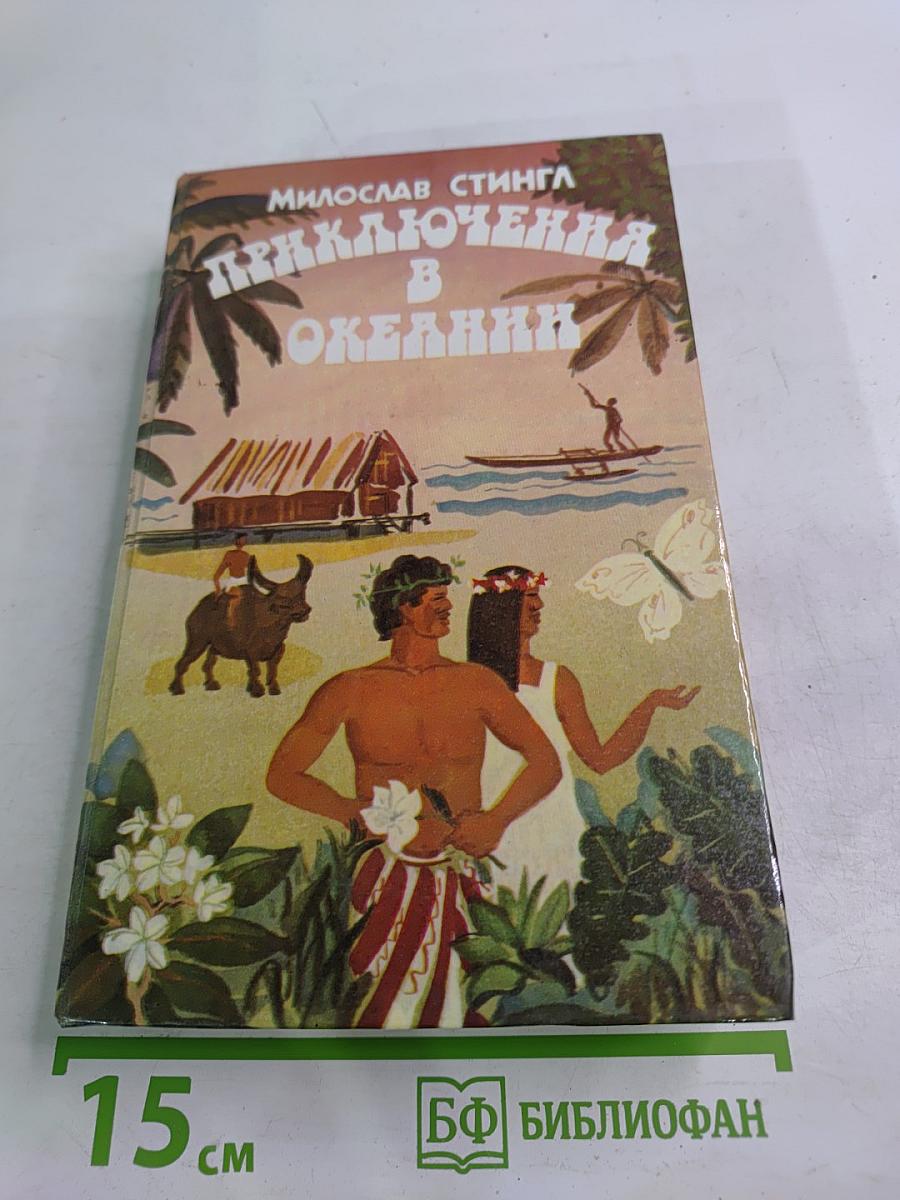 Милослав Стингл
Приключения
в
Океании
15 см
БФ БИБЛИОФАН